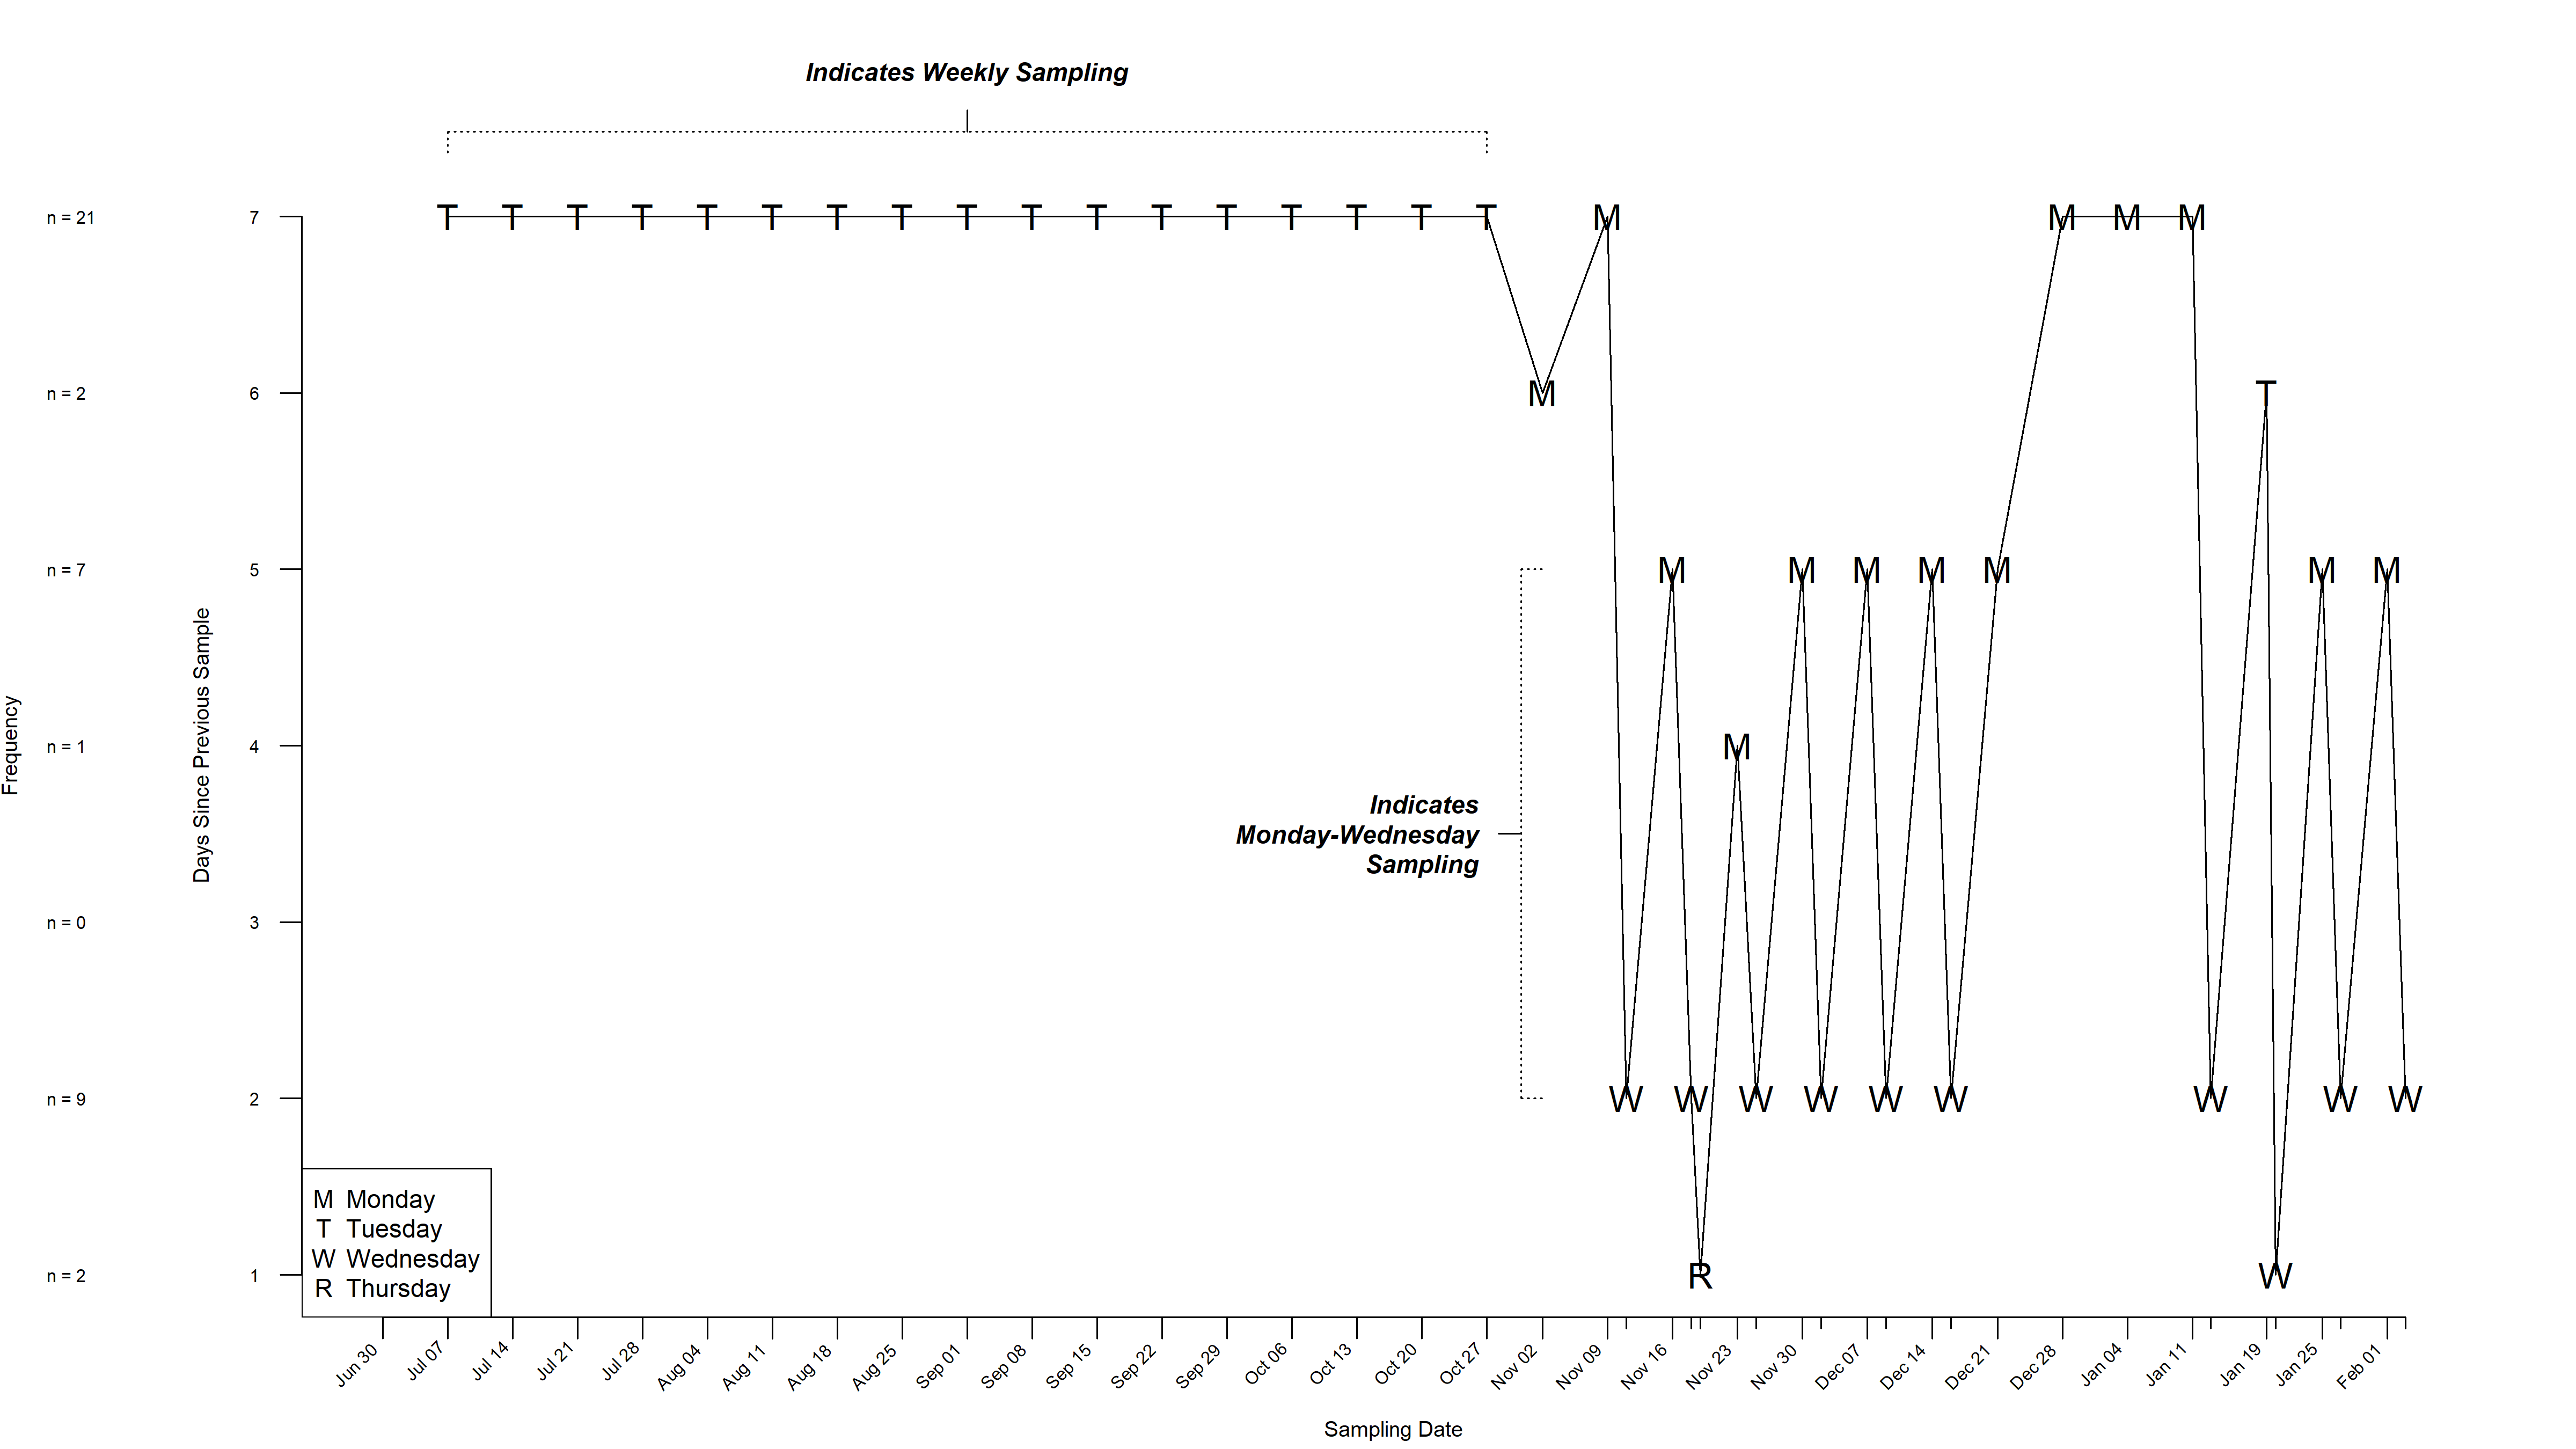 Indicates Weekly Sampling
n = 21 7 T T T T T T T T T T T T T T T T T M M M M
n = 2 6 M T
n = 7 5 M M M M M M M
n = 1 4 M
n = 0 3
n = 9 2 W W W W W W W W W
n = 2 1 R W
Frequency
Days Since Previous Sample
Indicates
Monday-Wednesday
Sampling
M Monday
T Tuesday
W Wednesday
R Thursday
Jun 30 Jul 07 Jul 14 Jul 21 Jul 28 Aug 04 Aug 11 Aug 18 Aug 25 Sep 01 Sep 08 Sep 15 Sep 22 Sep 29 Oct 06 Oct 13 Oct 20 Oct 27 Nov 02 Nov 09 Nov 16 Nov 23 Nov 30 Dec 07 Dec 14 Dec 21 Dec 28 Jan 04 Jan 11 Jan 19 Jan 25 Feb 01
Sampling Date